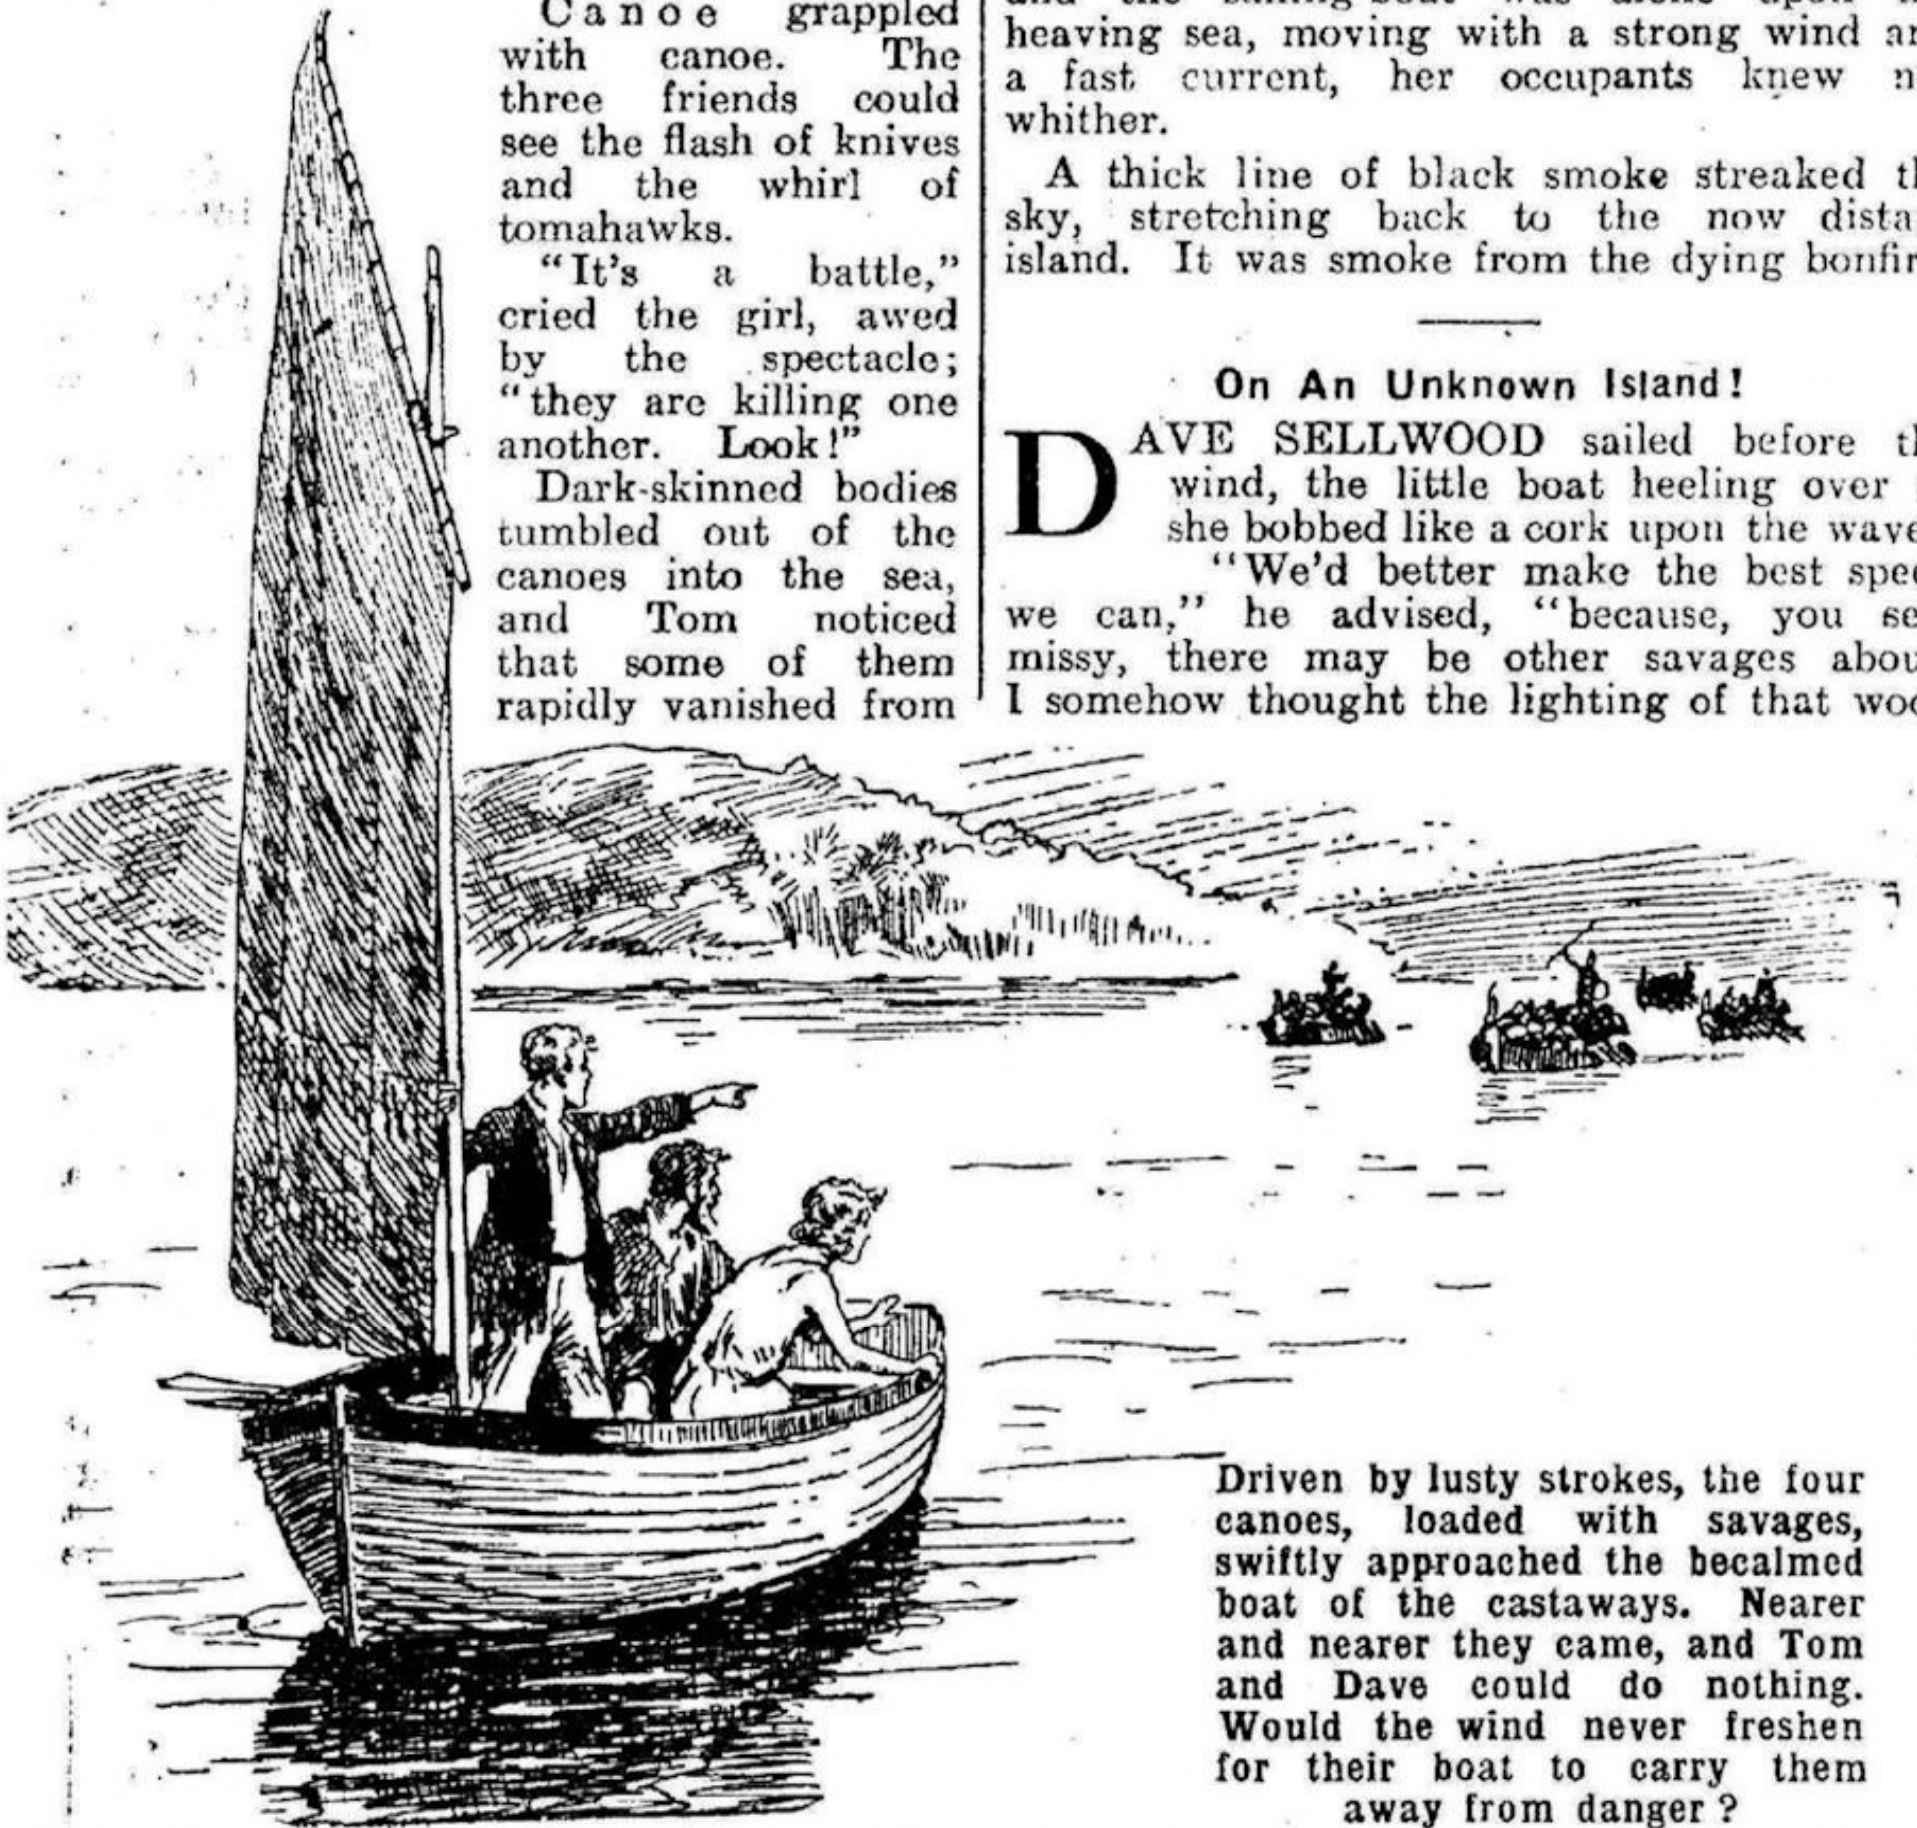 Canoe grappled
with canoe. The
three friends could
see the flash of knives
and the whirl of
tomahawks.
"It's a battle,"
cried the girl, awed
by the spectacle;
"they are killing one
another. Look!"
Dark-skinned bodies
tumbled out of the
canoes into the sea,
and Tom noticed
that some of them
rapidly vanished from
heaving sea, moving with a strong wind
a fast current, her occupants knew
whither.
A thick line of black smoke streaked
sky, stretching back to the now
island. It was smoke from the dying
On An Unknown Island!
DAVE SELLWOOD sailed before
wind, the little boat heeling over
she bobbed like a cork upon the
"We'd better make the best
we can," he advised, "because, you
missy, there may be other savages
I somehow thought the lighting of that
Driven by lusty strokes, the four
canoes, loaded with savages,
swiftly approached the becalmed
boat of the castaways. Nearer
and nearer they came, and Tom
and Dave could do nothing.
Would the wind never freshen
for their boat to carry them
away from danger?